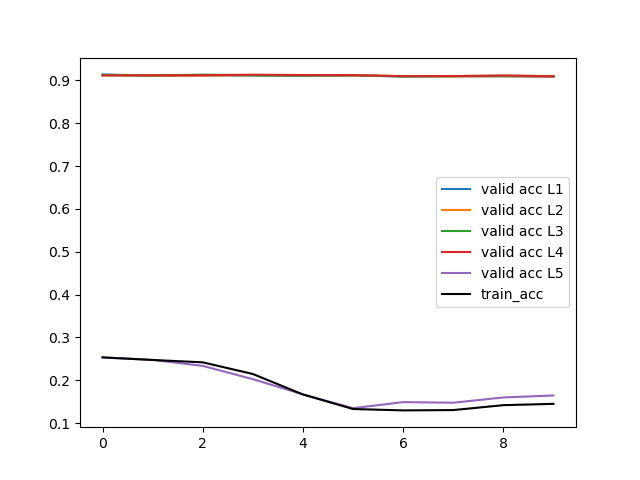 0.9
0.8
0.7
0.6
0.5
0.4
0.3
0.2
0.1
0 2 4 6 8
valid acc L1
valid acc L2
valid acc L3
valid acc L4
valid acc L5
train_acc